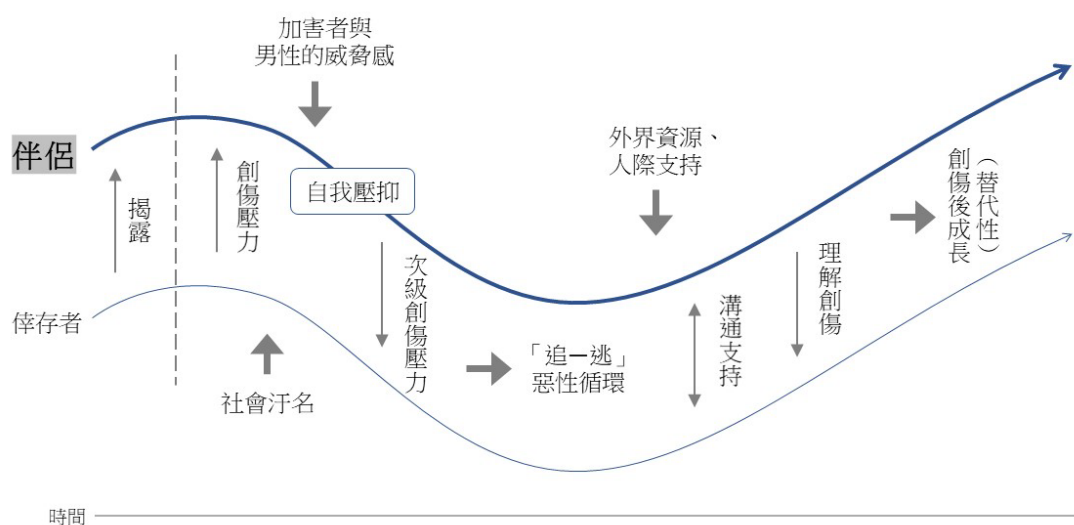 加害者與
男性的威脅感
伴侶
揭露
創傷壓力
自我壓抑
外界資源、
人際支持
（替代性）
創傷後成長
倖存者
社會汙名
次級創傷壓力
「追—逃」
惡性循環
溝通支持
理解創傷
時間